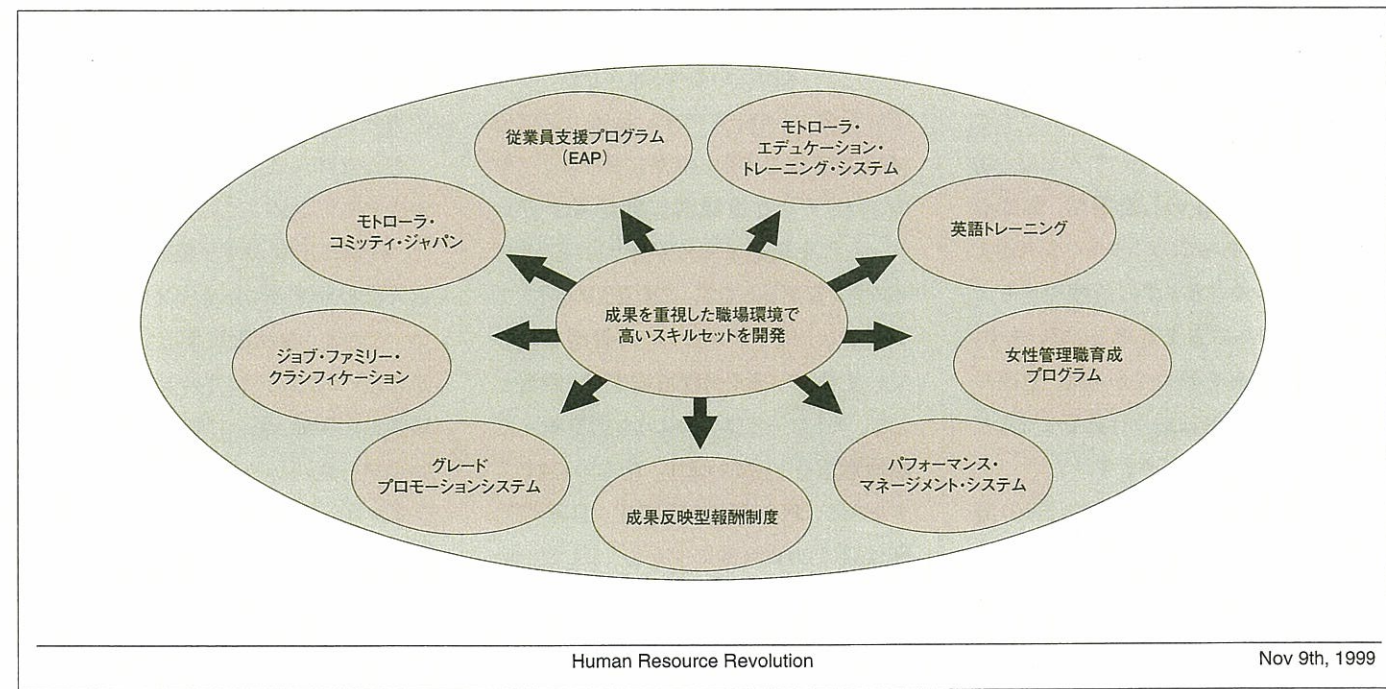 従業員支援プログラム
(EAP)
モトローラ・
エデュケーション・
トレーニング・システム
モトローラ・
コミッティ・ジャパン
英語トレーニング
成果を重視した職場環境で
高いスキルセットを開発
ジョブ・ファミリー・
クラシフィケーション
女性管理職育成
プログラム
グレード
プロモーションシステム
成果反映型報酬制度
パフォーマンス・
マネージメント・システム
Human Resource Revolution
Nov 9th, 1999